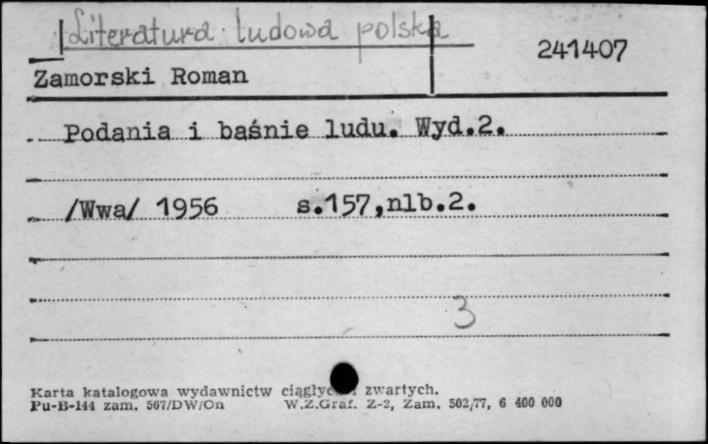 Literatura ludowa polska
241407
Zamorski Roman
Podania i baśnie ludu. Wyd.2.
/Wwa/ 1956 s.157,nlb.2.
3
Karta katalogowa wydawnictw ciągłych i zwartych.
Pu-B-144 zam. 567/DW/On W.Z.Graf. Z-2, Zam. 502/77, 6 400 000